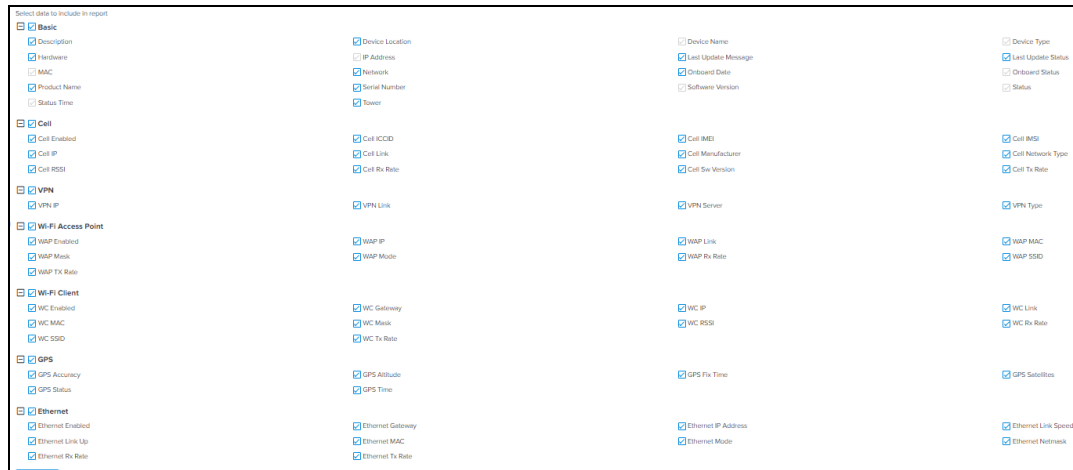 Select data to include in report
Basic
Description Device Location Device Name Device Type
Hardware IP Address Last Update Message Last Update Status
MAC Network Onboard Date Onboard Status
Product Name Serial Number Software Version Status
Status Time Tower
Cell
Cell Enabled Cell ICCID Cell IMEI Cell IMSI
Cell IP Cell Link Cell Manufacturer Cell Network Type
Cell RSSI Cell Rx Rate Cell Sw Version Cell Tx Rate
VPN
VPN IP VPN Link VPN Server VPN Type
Wi-Fi Access Point
WAP Enabled WAP IP WAP Link WAP MAC
WAP Mask WAP Mode WAP Rx Rate WAP SSID
WAP TX Rate
Wi-Fi Client
WC Enabled WC Gateway WC IP WC Link
WC MAC WC Mask WC RSSI WC Rx Rate
WC SSID WC Tx Rate
GPS
GPS Accuracy GPS Altitude GPS Fix Time GPS Satellites
GPS Status GPS Time
Ethernet
Ethernet Enabled Ethernet Gateway Ethernet IP Address Ethernet Link Speed
Ethernet Link Up Ethernet MAC Ethernet Mode Ethernet Netmask
Ethernet Rx Rate Ethernet Tx Rate